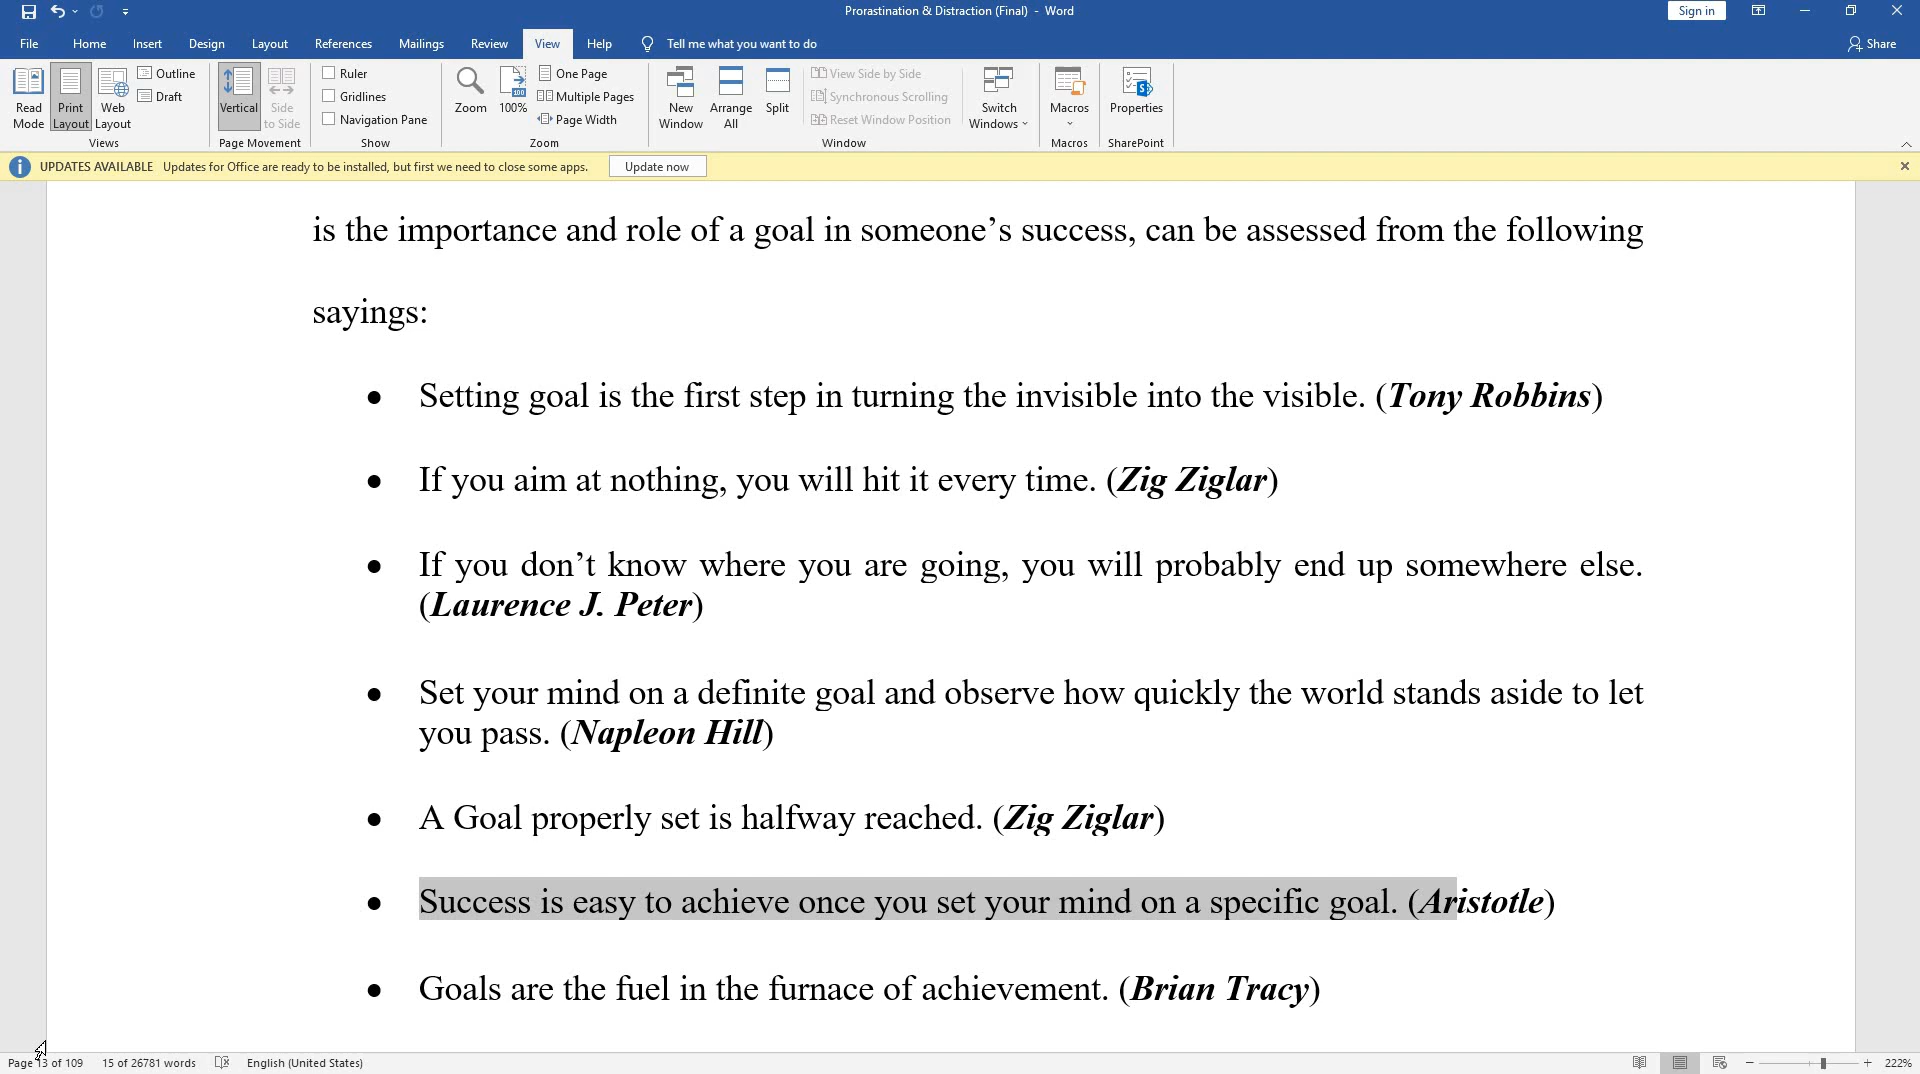 Prorastination & Distraction (Final) - Word
Sign in
File Home Insert Design Layout References Mailings Review View Help Tell me what you want to do Share
Read Mode
Print Layout
Web Layout
Outline
Draft
Views
Vertical
Side to Side
Page Movement
Ruler
Gridlines
Navigation Pane
Show
Zoom
100%
One Page
Multiple Pages
Page Width
Zoom
New Window
Arrange All
Split
View Side by Side
Synchronous Scrolling
Reset Window Position
Switch Windows
Window
Macros
Macros
Properties
SharePoint
UPDATES AVAILABLE Updates for Office are ready to be installed, but first we need to close some apps. Update now
is the importance and role of a goal in someone’s success, can be assessed from the following
sayings:
• Setting goal is the first step in turning the invisible into the visible. (Tony Robbins)
• If you aim at nothing, you will hit it every time. (Zig Ziglar)
• If you don’t know where you are going, you will probably end up somewhere else.
(Laurence J. Peter)
• Set your mind on a definite goal and observe how quickly the world stands aside to let
you pass. (Napleon Hill)
• A Goal properly set is halfway reached. (Zig Ziglar)
• Success is easy to achieve once you set your mind on a specific goal. (Aristotle)
• Goals are the fuel in the furnace of achievement. (Brian Tracy)
Page 13 of 109 15 of 26781 words English (United States) 222%